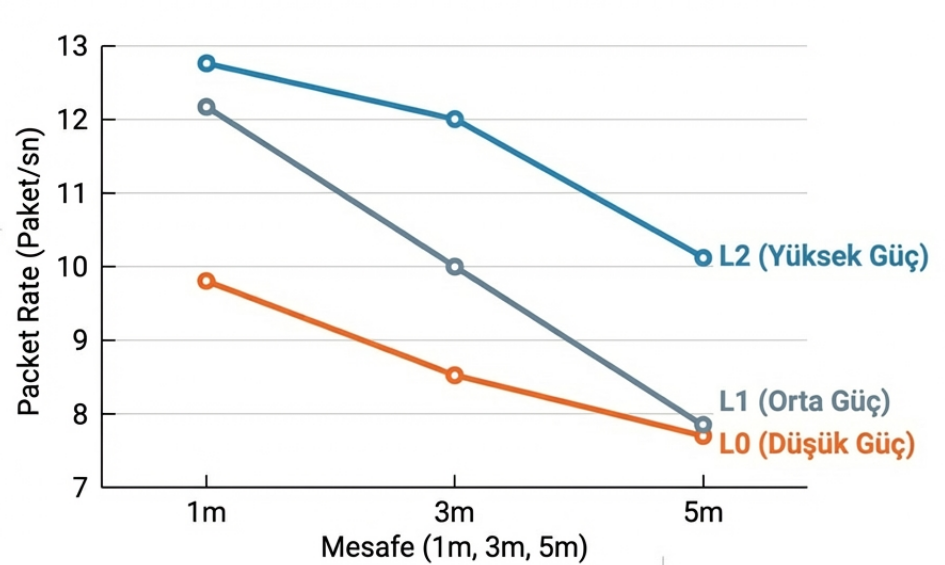 13
12
11
10
9
8
7
Packet Rate (Paket/sn)
L2 (Yüksek Güç)
L1 (Orta Güç)
L0 (Düşük Güç)
1m 3m 5m
Mesafe (1m, 3m, 5m)